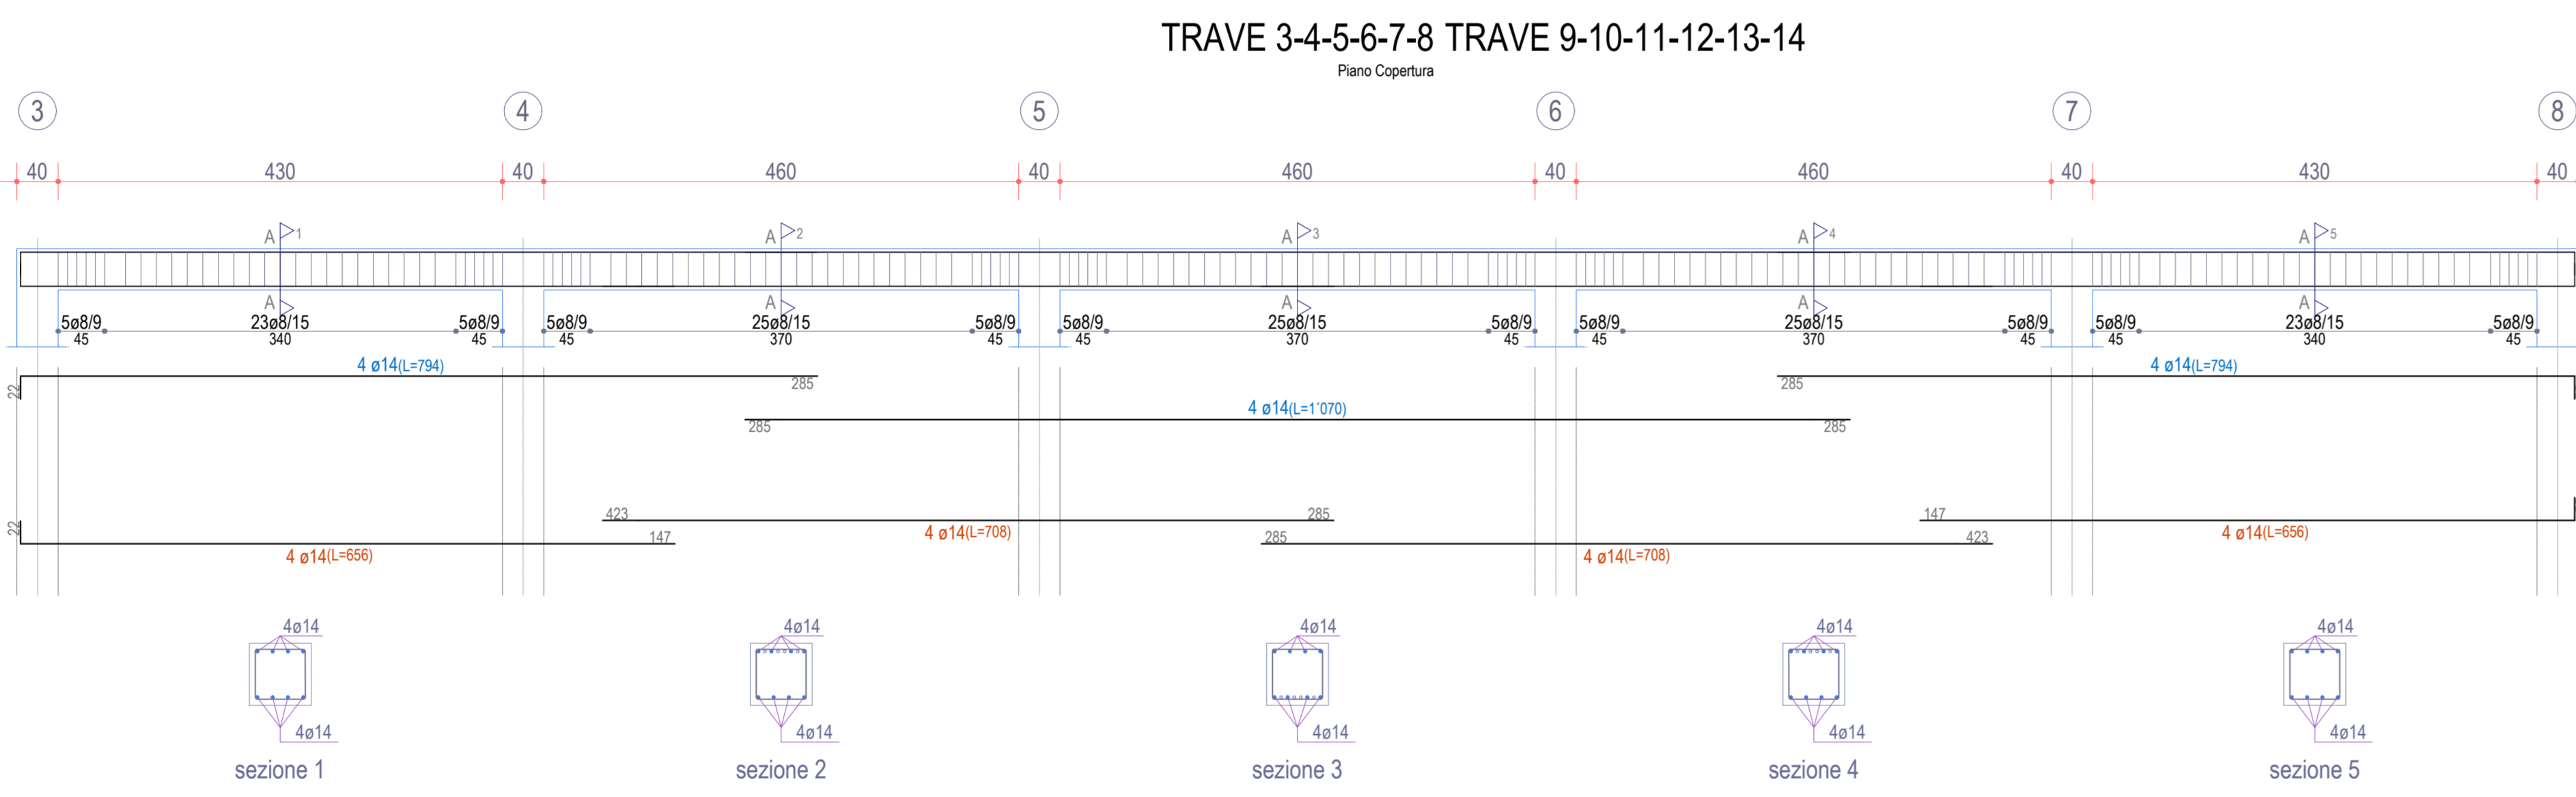 TRAVE 3-4-5-6-7-8 TRAVE 9-10-11-12-13-14
Piano Copertura
3 4 5 6 7 8
40 430 40 460 40 460 40 460 40 430 40
A 1 A 2 A 3 A 4 A 5
A A A A A
5ø8/9 23ø8/15 5ø8/9 5ø8/9 25ø8/15 5ø8/9 5ø8/9 25ø8/15 5ø8/9 5ø8/9 25ø8/15 5ø8/9 5ø8/9 23ø8/15 5ø8/9
45 340 45 45 370 45 45 370 45 45 370 45 45 340 45
4 ø14(L=794) 4 ø14(L=794)
22 285 285
4 ø14(L=1´070)
285 285
423 285 147
22 4 ø14(L=708) 4 ø14(L=656)
147 285 423
4 ø14(L=656) 4 ø14(L=708)
4ø14 4ø14 4ø14 4ø14 4ø14
4ø14 4ø14 4ø14 4ø14 4ø14
sezione 1 sezione 2 sezione 3 sezione 4 sezione 5